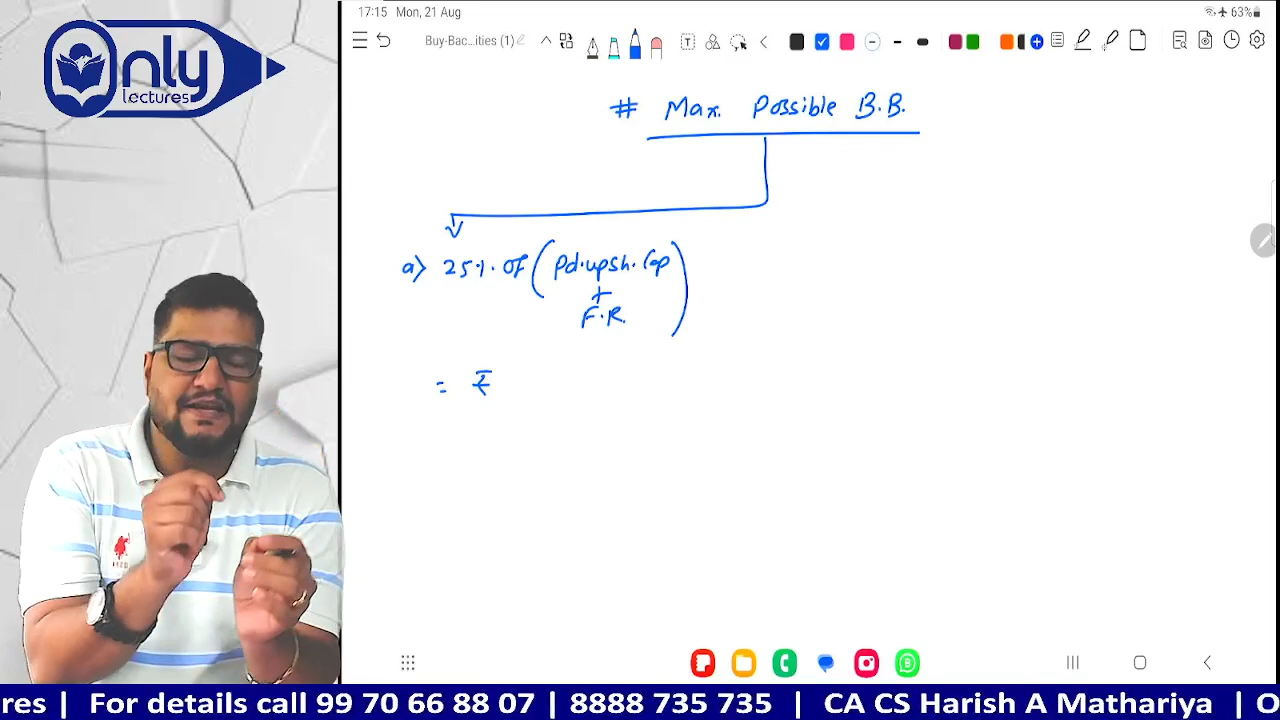 17:15 Mon, 21 Aug
63%
Only
lectures
Buy-Bac...ities (1)
# Max. Possible B.B.
a) 25%. of (Pd.up sh. Cap
+
F.R.)
= ₹
res | For details call 99 70 66 88 07 | 8888 735 735 | CA CS Harish A Mathariya | O